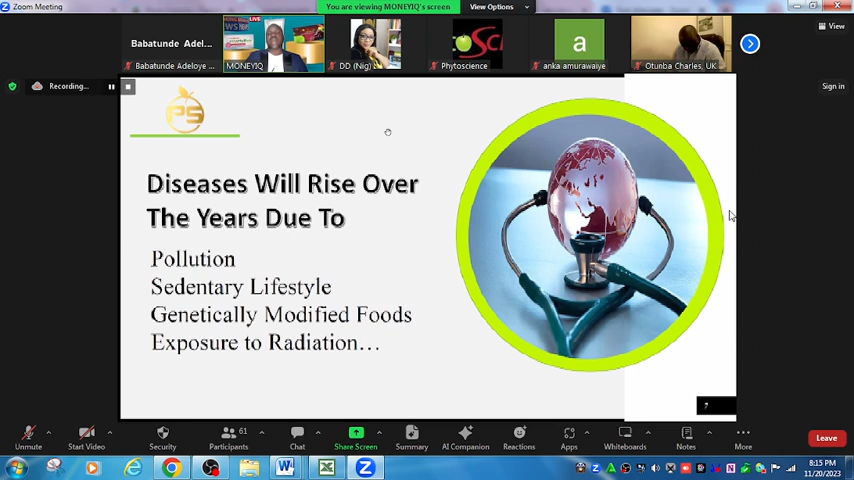 Zoom Meeting
You are viewing MONEYIQ's screen
View Options
LIVE
Babatunde Adel...
Babatunde Adeloye ...
MONEYIQ
DD (Nig)
Phytoscience
a
anka amurawaiye
Otunba Charles, UK
View
Recording...
Sign in
PS
Diseases Will Rise Over
The Years Due To
Pollution
Sedentary Lifestyle
Genetically Modified Foods
Exposure to Radiation…
Unmute
Start Video
Security
Participants
61
Chat
Share Screen
Summary
AI Companion
Reactions
Apps
Whiteboards
Notes
More
Leave
8:15 PM
11/20/2023